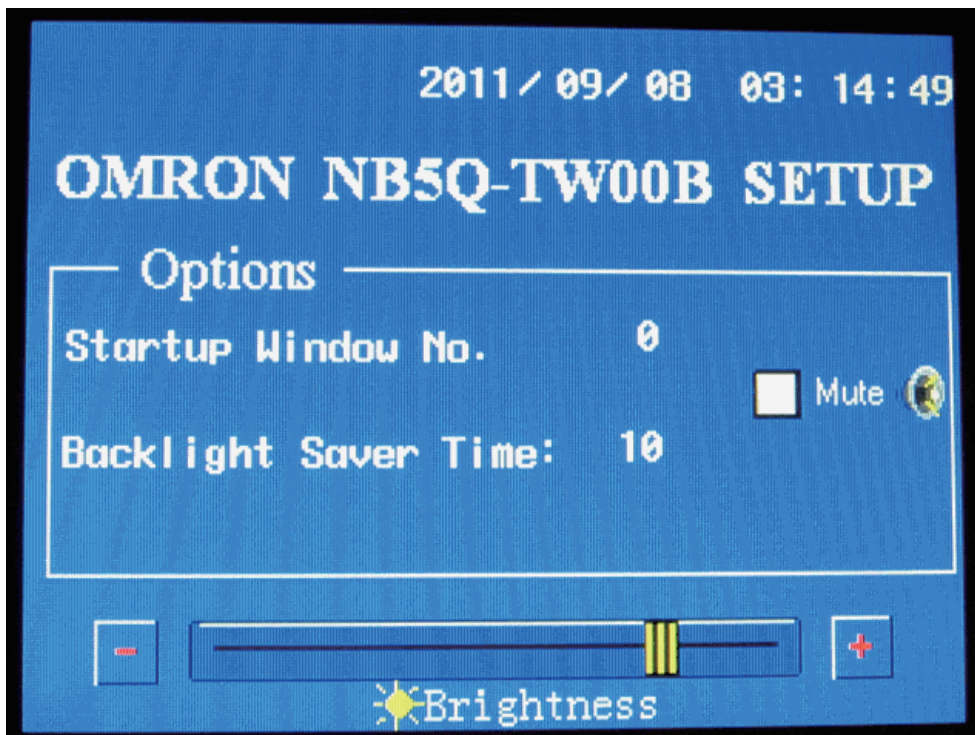 2011/09/08 03:14:49
OMRON NB5Q-TW00B SETUP
Options
Startup Window No. 0
Mute
Backlight Saver Time: 10
- +
Brightness